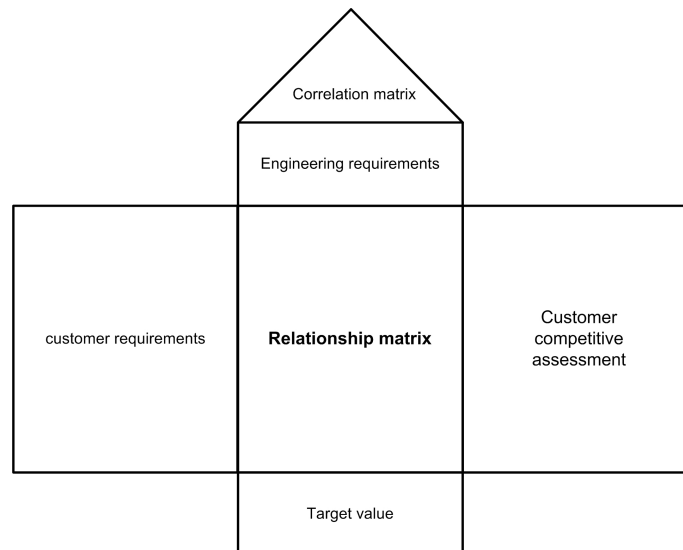 Correlation matrix
Engineering requirements
customer requirements
Relationship matrix
Customer
competitive
assessment
Target value